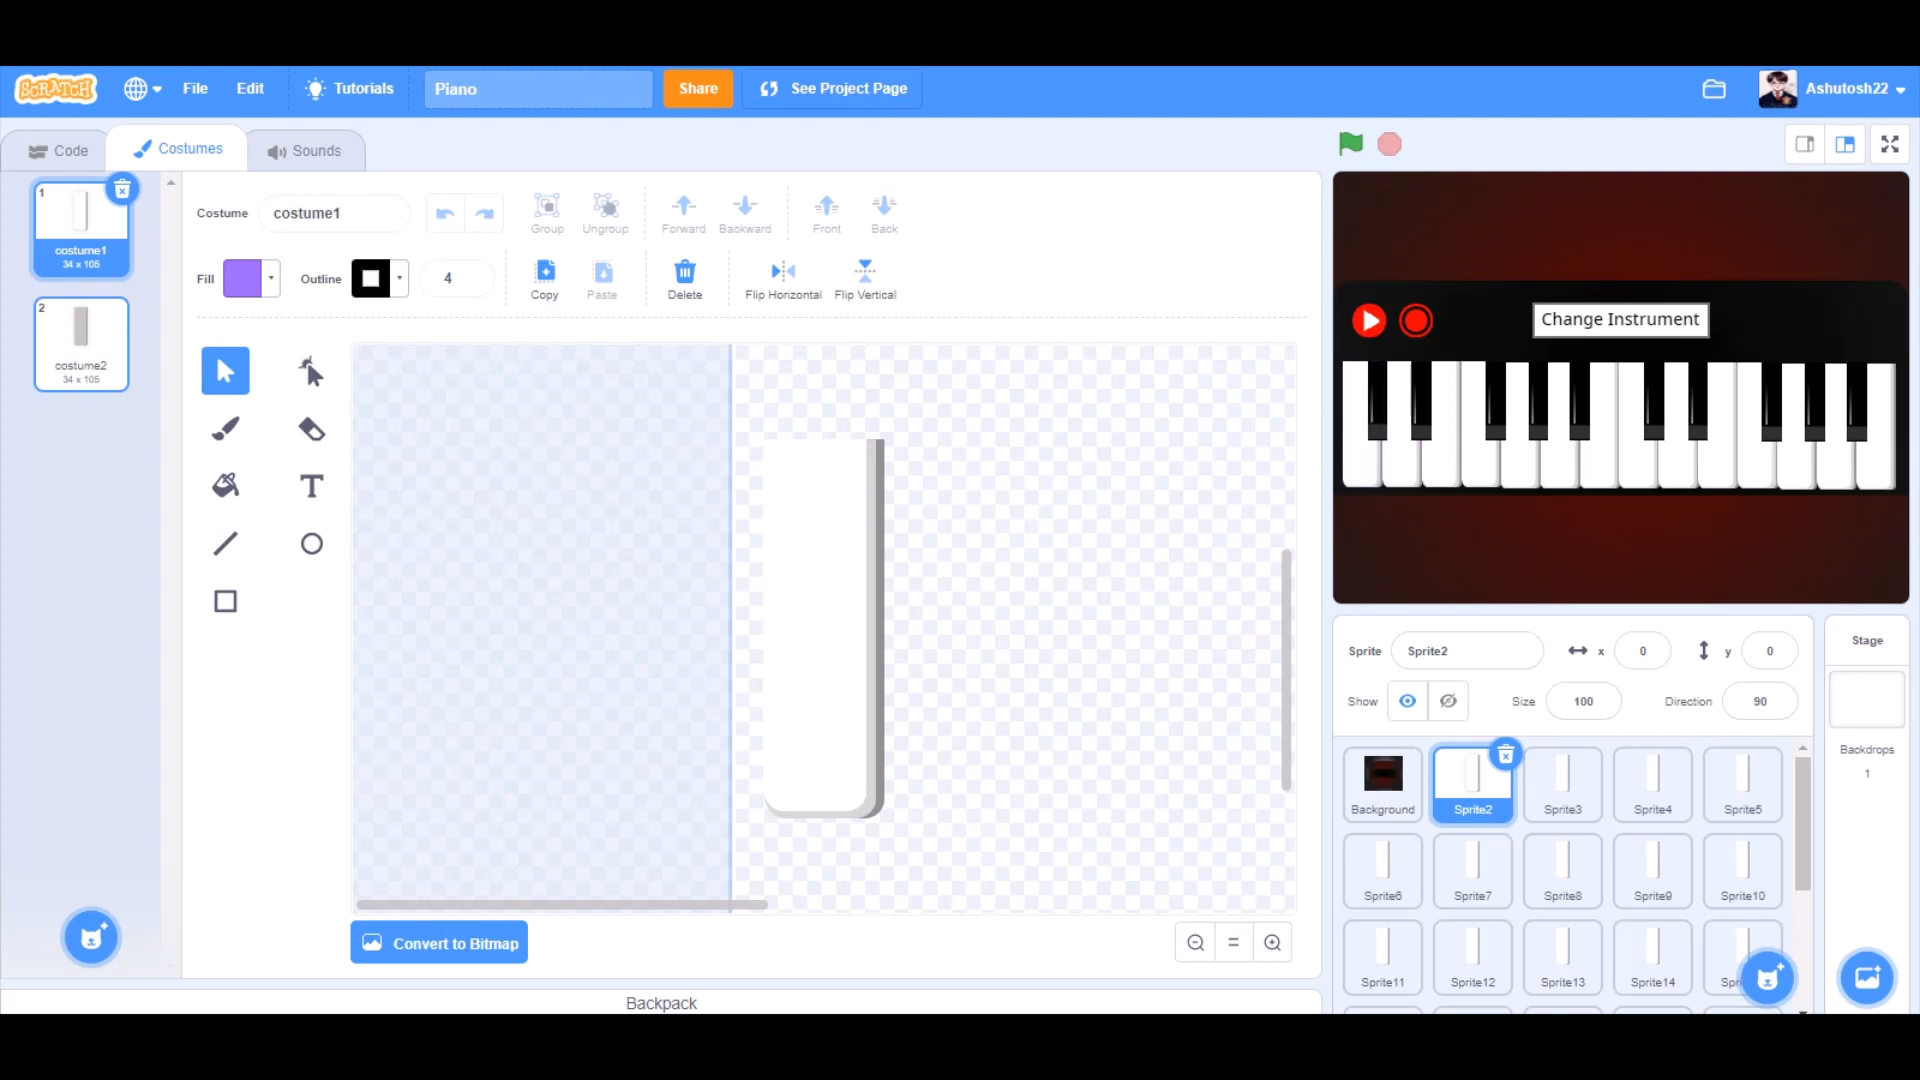 SCRATCH File Edit Tutorials Piano Share See Project Page Ashutosh22
Code Costumes Sounds
1
costume1
34 x 105
2
costume2
34 x 105
Costume costume1 Group Ungroup Forward Backward Front Back
Fill Outline 4 Copy Paste Delete Flip Horizontal Flip Vertical
T
Convert to Bitmap
=
Backpack
Change Instrument
Sprite Sprite2 x 0 y 0
Show Size 100 Direction 90
Background Sprite2 Sprite3 Sprite4 Sprite5
Sprite6 Sprite7 Sprite8 Sprite9 Sprite10
Sprite11 Sprite12 Sprite13 Sprite14
Stage
Backdrops
1